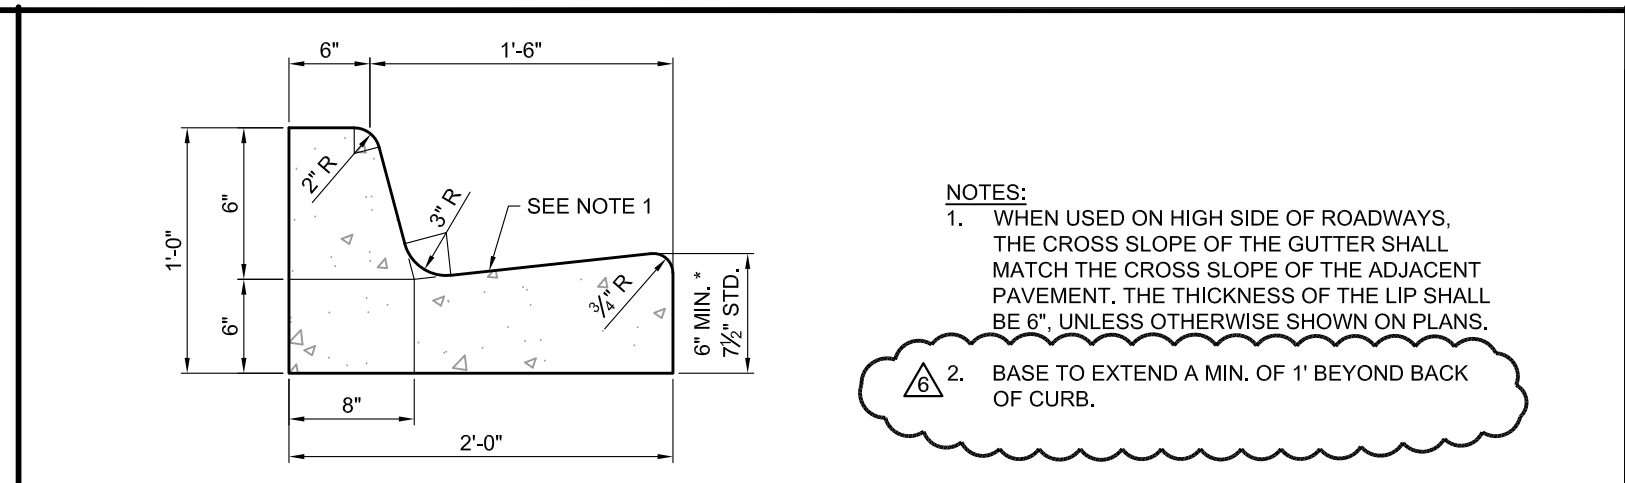 6" 1'-6"
1'-0"
6"
6"
2" R
3" R
SEE NOTE 1
3/4" R
6" MIN. *
7½" STD.
8"
2'-0"
NOTES:
1. WHEN USED ON HIGH SIDE OF ROADWAYS,
THE CROSS SLOPE OF THE GUTTER SHALL
MATCH THE CROSS SLOPE OF THE ADJACENT
PAVEMENT. THE THICKNESS OF THE LIP SHALL
BE 6", UNLESS OTHERWISE SHOWN ON PLANS.
6 2. BASE TO EXTEND A MIN. OF 1' BEYOND BACK
OF CURB.